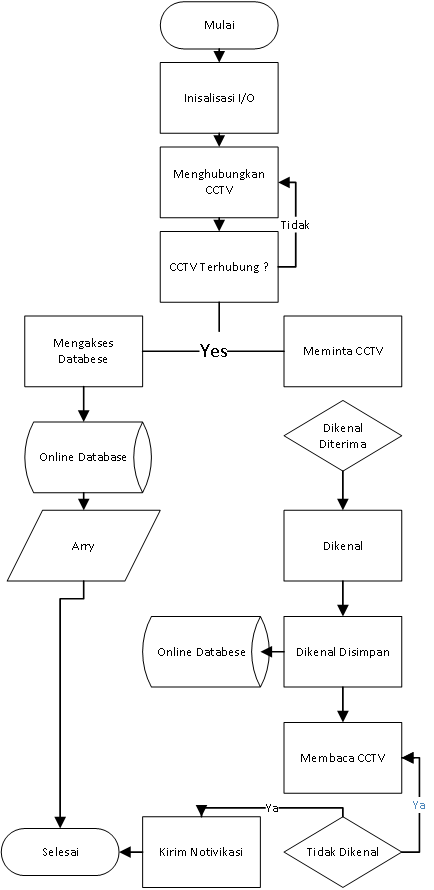 Mulai
Inisalisasi I/O
Menghubungkan
CCTV
Tidak
CCTV Terhubung ?
Mengakses
Databese
Yes
Meminta CCTV
Online Database
Dikenal
Diterima
Arry
Dikenal
Online Databese
Dikenal Disimpan
Membaca CCTV
Ya
Ya
Selesai
Kirim Notivikasi
Tidak Dikenal